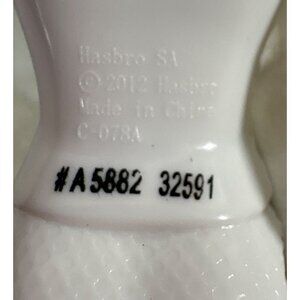 Hasbro SA.
©2012 Hasbro
Made in China
C-078A
#A5882 32591